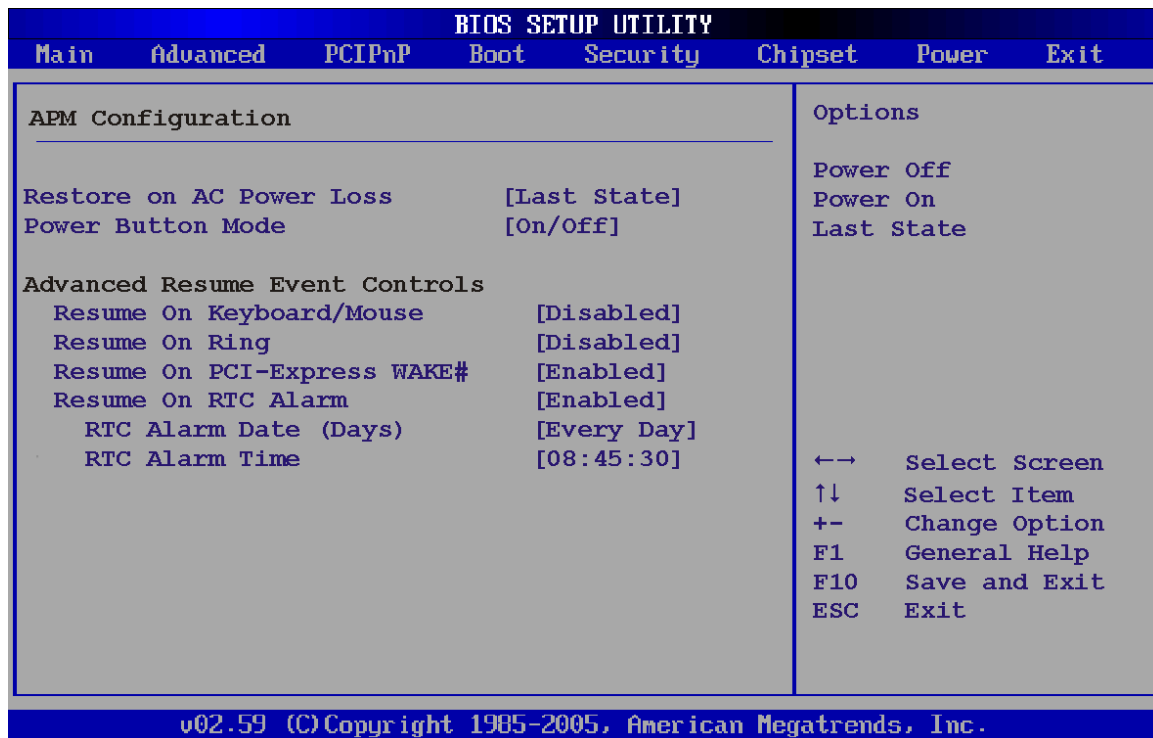 BIOS SETUP UTILITY
Main Advanced PCIPnP Boot Security Chipset Power Exit
APM Configuration
Restore on AC Power Loss [Last State]
Power Button Mode [On/Off]
Advanced Resume Event Controls
Resume On Keyboard/Mouse [Disabled]
Resume On Ring [Disabled]
Resume On PCI-Express WAKE# [Enabled]
Resume On RTC Alarm [Enabled]
RTC Alarm Date (Days) [Every Day]
RTC Alarm Time [08:45:30]
Options
Power Off
Power On
Last State
←→ Select Screen
↑↓ Select Item
+- Change Option
F1 General Help
F10 Save and Exit
ESC Exit
v02.59 (C)Copyright 1985-2005, American Megatrends, Inc.